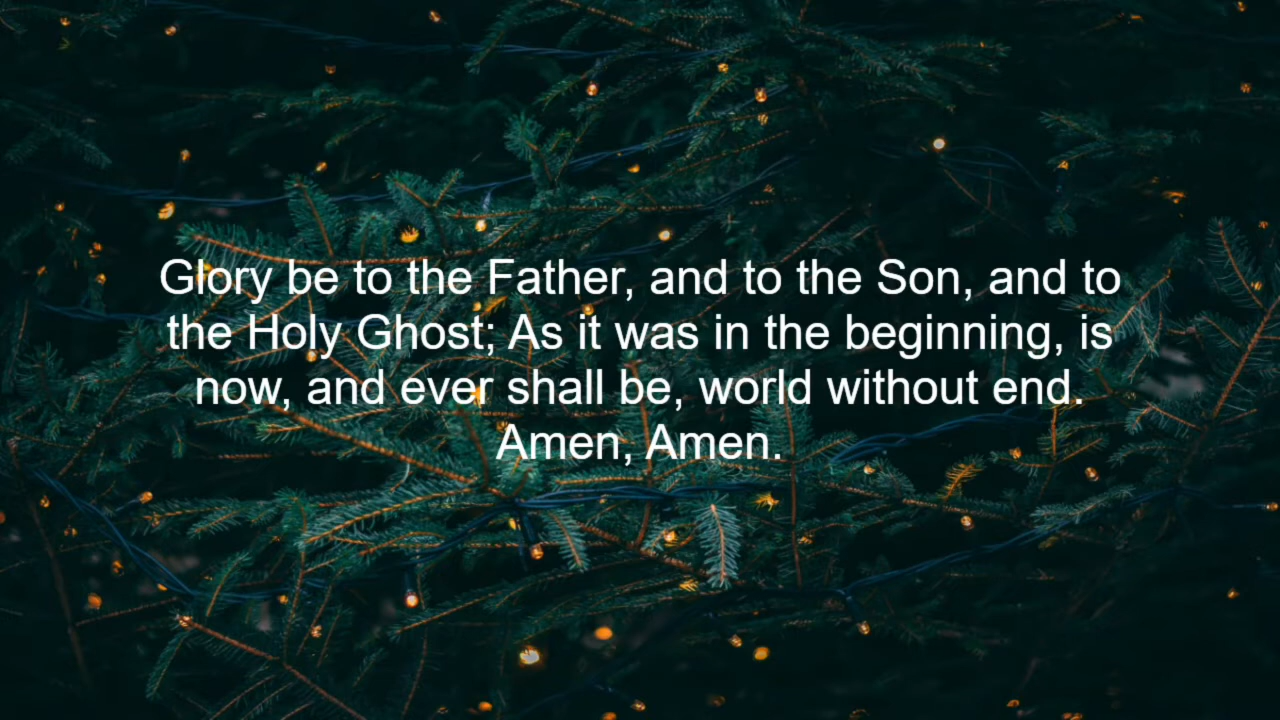 Glory be to the Father, and to the Son, and to
the Holy Ghost; As it was in the beginning, is
now, and ever shall be, world without end.
Amen, Amen.